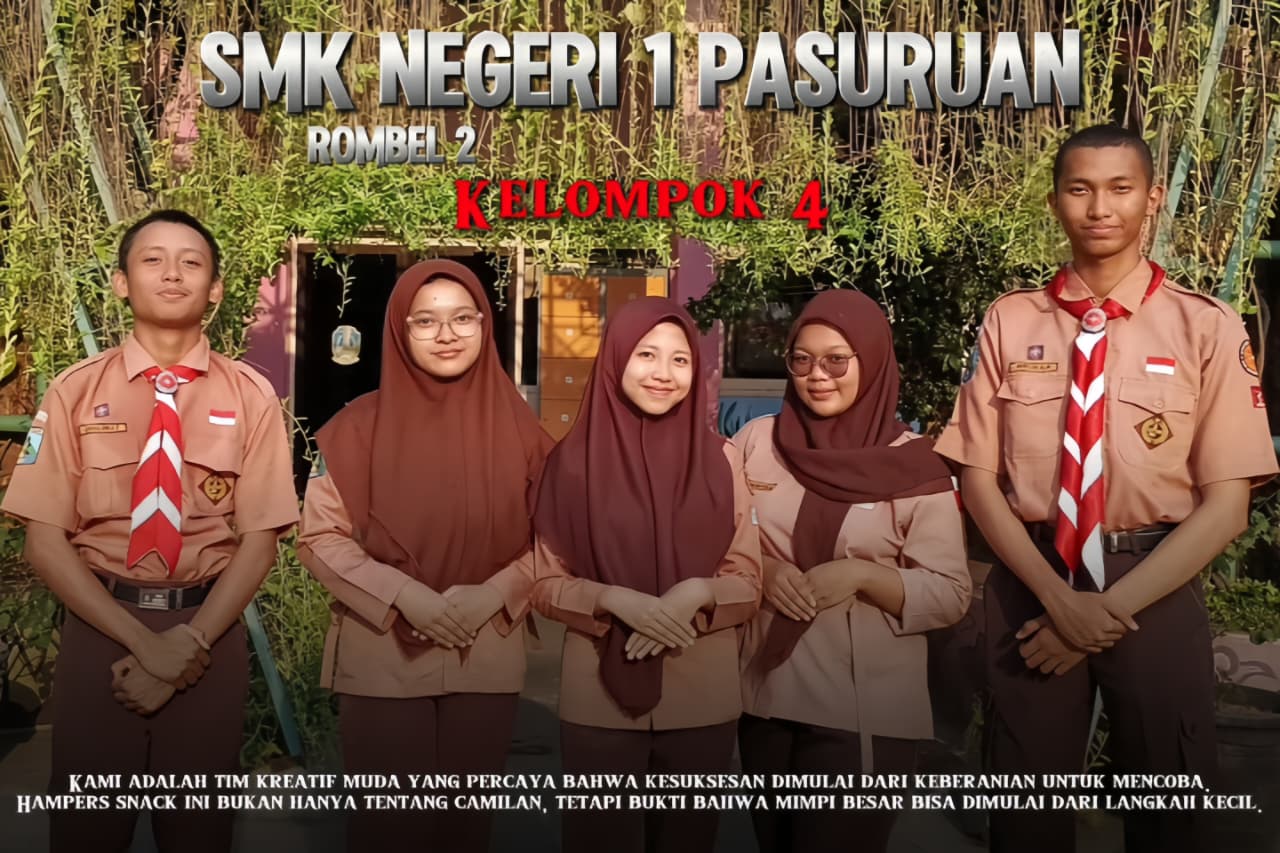 SMK NEGERI 1 PASURUAN
ROMBEL 2
KELOMPOK 4
KAMI ADALAH TIM KREATIF MUDA YANG PERCAYA BAHWA KESUKSESAN DIMULAI DARI KEBERANIAN UNTUK MENCOBA.
HAMPERS SNACK INI BUKAN HANYA TENTANG CAMILAN, TETAPI BUKTI BAHWA MIMPI BESAR BISA DIMULAI DARI LANGKAH KECIL.